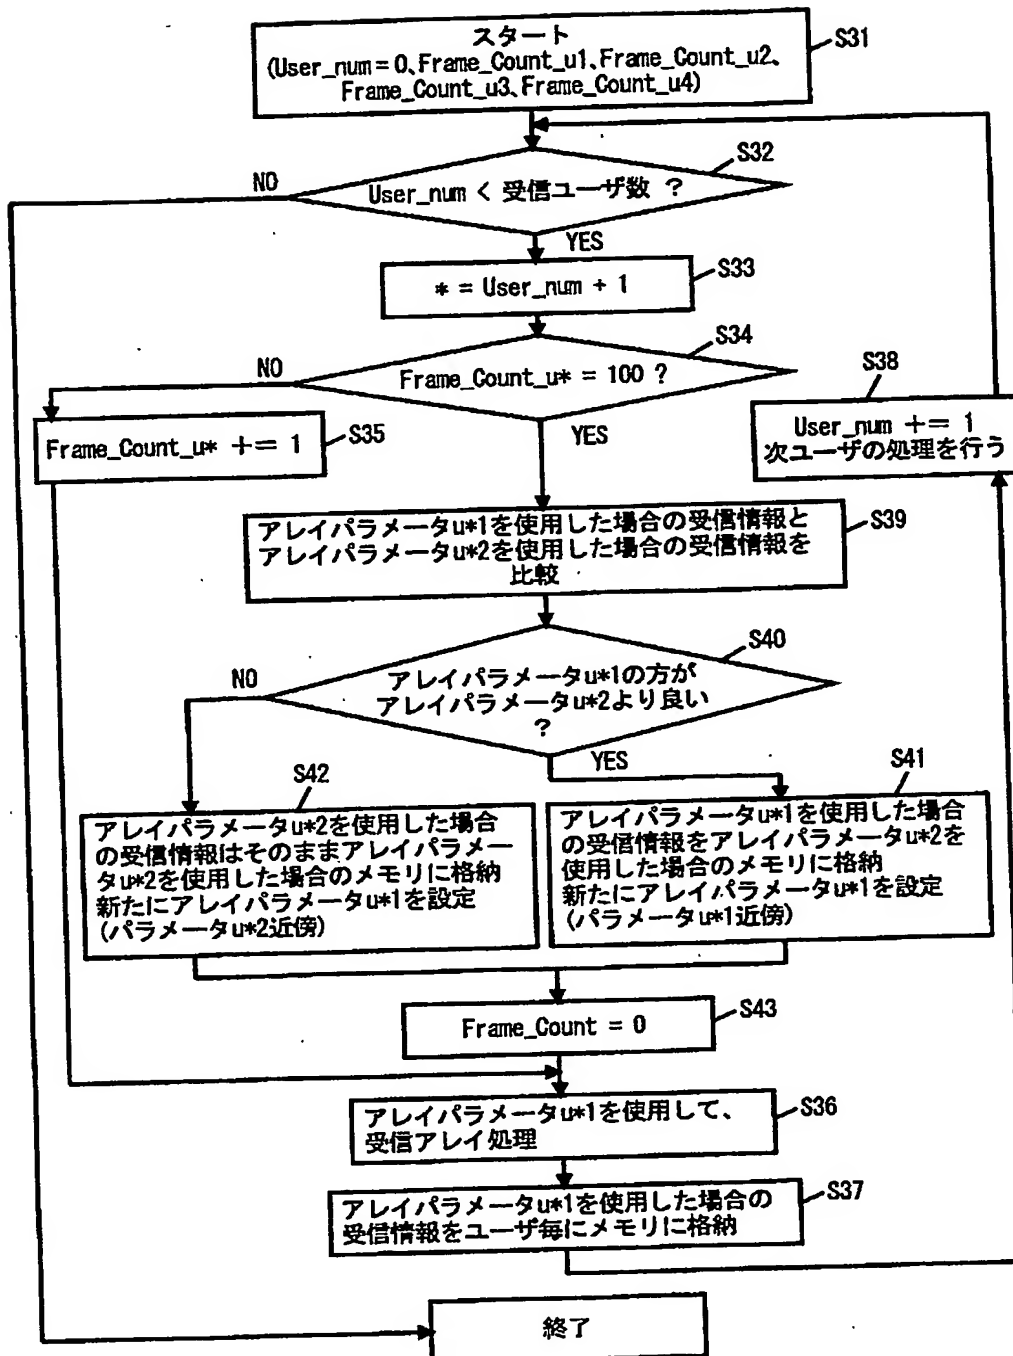 スタート
(User_num = 0、Frame_Count_u1、Frame_Count_u2、
Frame_Count_u3、Frame_Count_u4)
S31
S32
NO
User_num < 受信ユーザ数 ?
YES
S33
* = User_num + 1
S34
NO
Frame_Count_u* = 100 ?
YES
S38
User_num += 1
次ユーザの処理を行う
Frame_Count_u* += 1
S35
アレイパラメータu*1を使用した場合の受信情報と
アレイパラメータu*2を使用した場合の受信情報を
比較
S39
S40
NO
アレイパラメータu*1の方が
アレイパラメータu*2より良い
?
YES
S42
S41
アレイパラメータu*2を使用した場合
の受信情報はそのままアレイパラメー
タu*2を使用した場合のメモリに格納
新たにアレイパラメータu*1を設定
(パラメータu*2近傍)
アレイパラメータu*1を使用した場合
の受信情報をアレイパラメータu*2を
使用した場合のメモリに格納
新たにアレイパラメータu*1を設定
(パラメータu*1近傍)
Frame_Count = 0
S43
アレイパラメータu*1を使用して、
受信アレイ処理
S36
アレイパラメータu*1を使用した場合の
受信情報をユーザ毎にメモリに格納
S37
終了